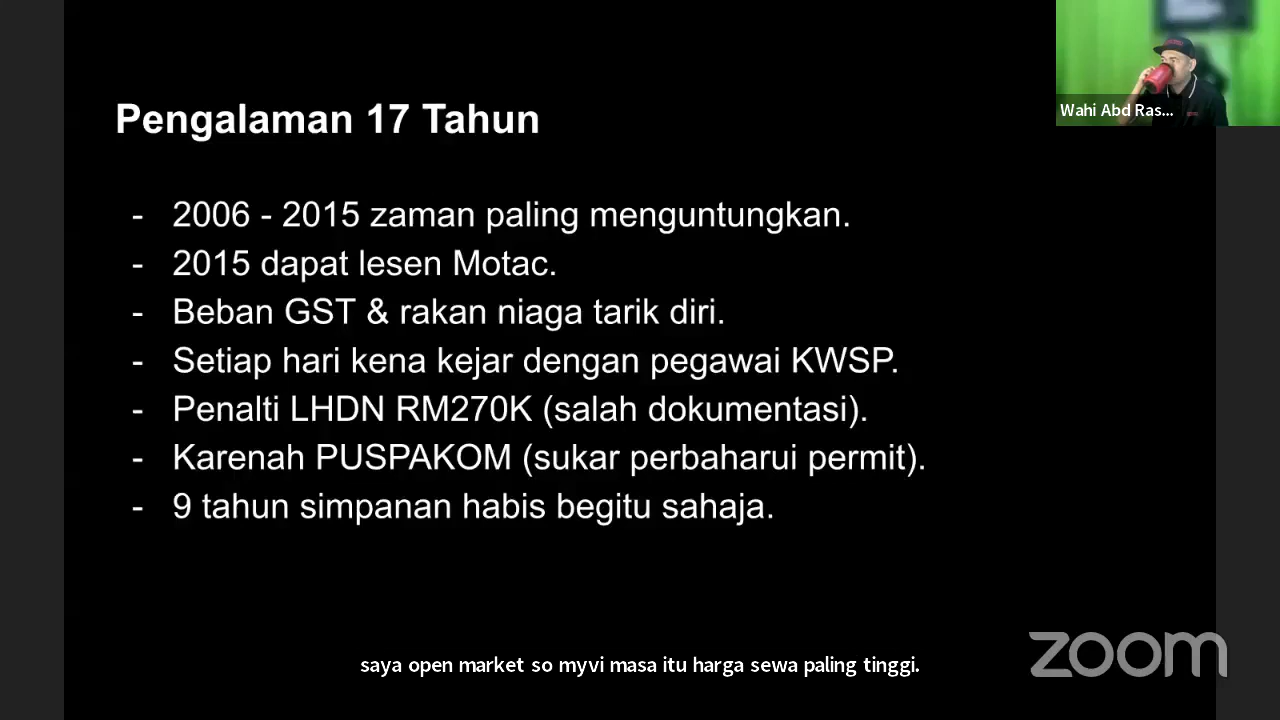 Pengalaman 17 Tahun
- 2006 - 2015 zaman paling menguntungkan.
- 2015 dapat lesen Motac.
- Beban GST & rakan niaga tarik diri.
- Setiap hari kena kejar dengan pegawai KWSP.
- Penalti LHDN RM270K (salah dokumentasi).
- Karenah PUSPAKOM (sukar perbaharui permit).
- 9 tahun simpanan habis begitu sahaja.
Wahi Abd Ras...
saya open market so myvi masa itu harga sewa paling tinggi.
zoom